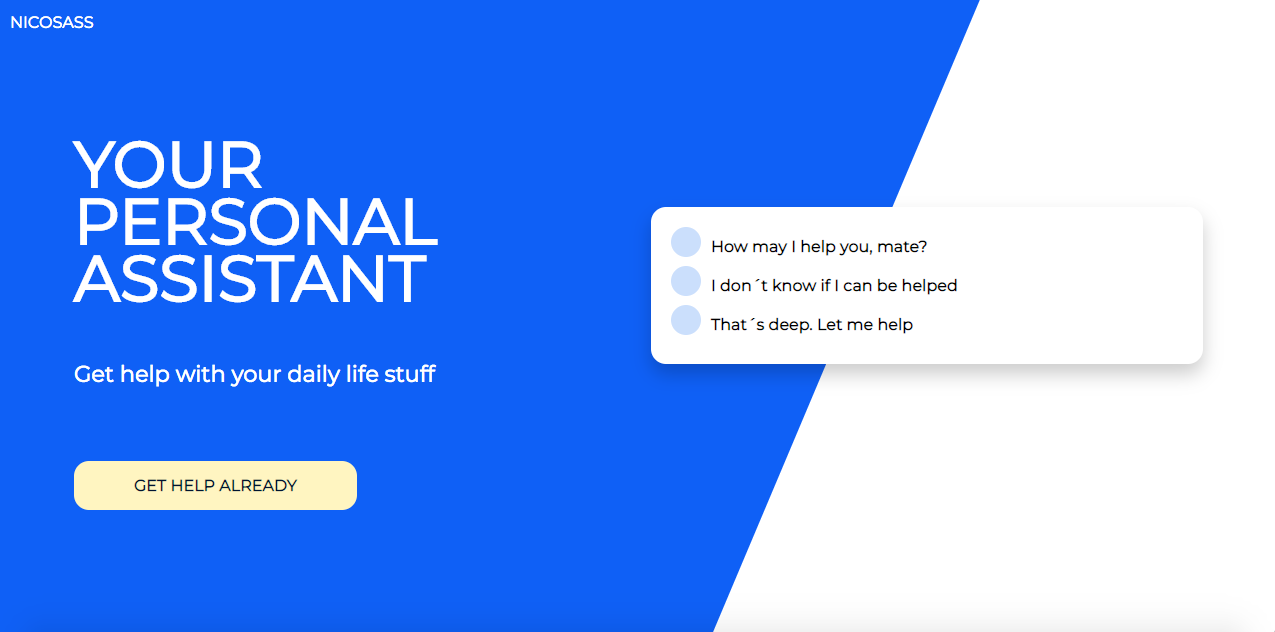 NICOSASS
YOUR
PERSONAL
ASSISTANT
Get help with your daily life stuff
GET HELP ALREADY
How may I help you, mate?
I don´t know if I can be helped
That´s deep. Let me help